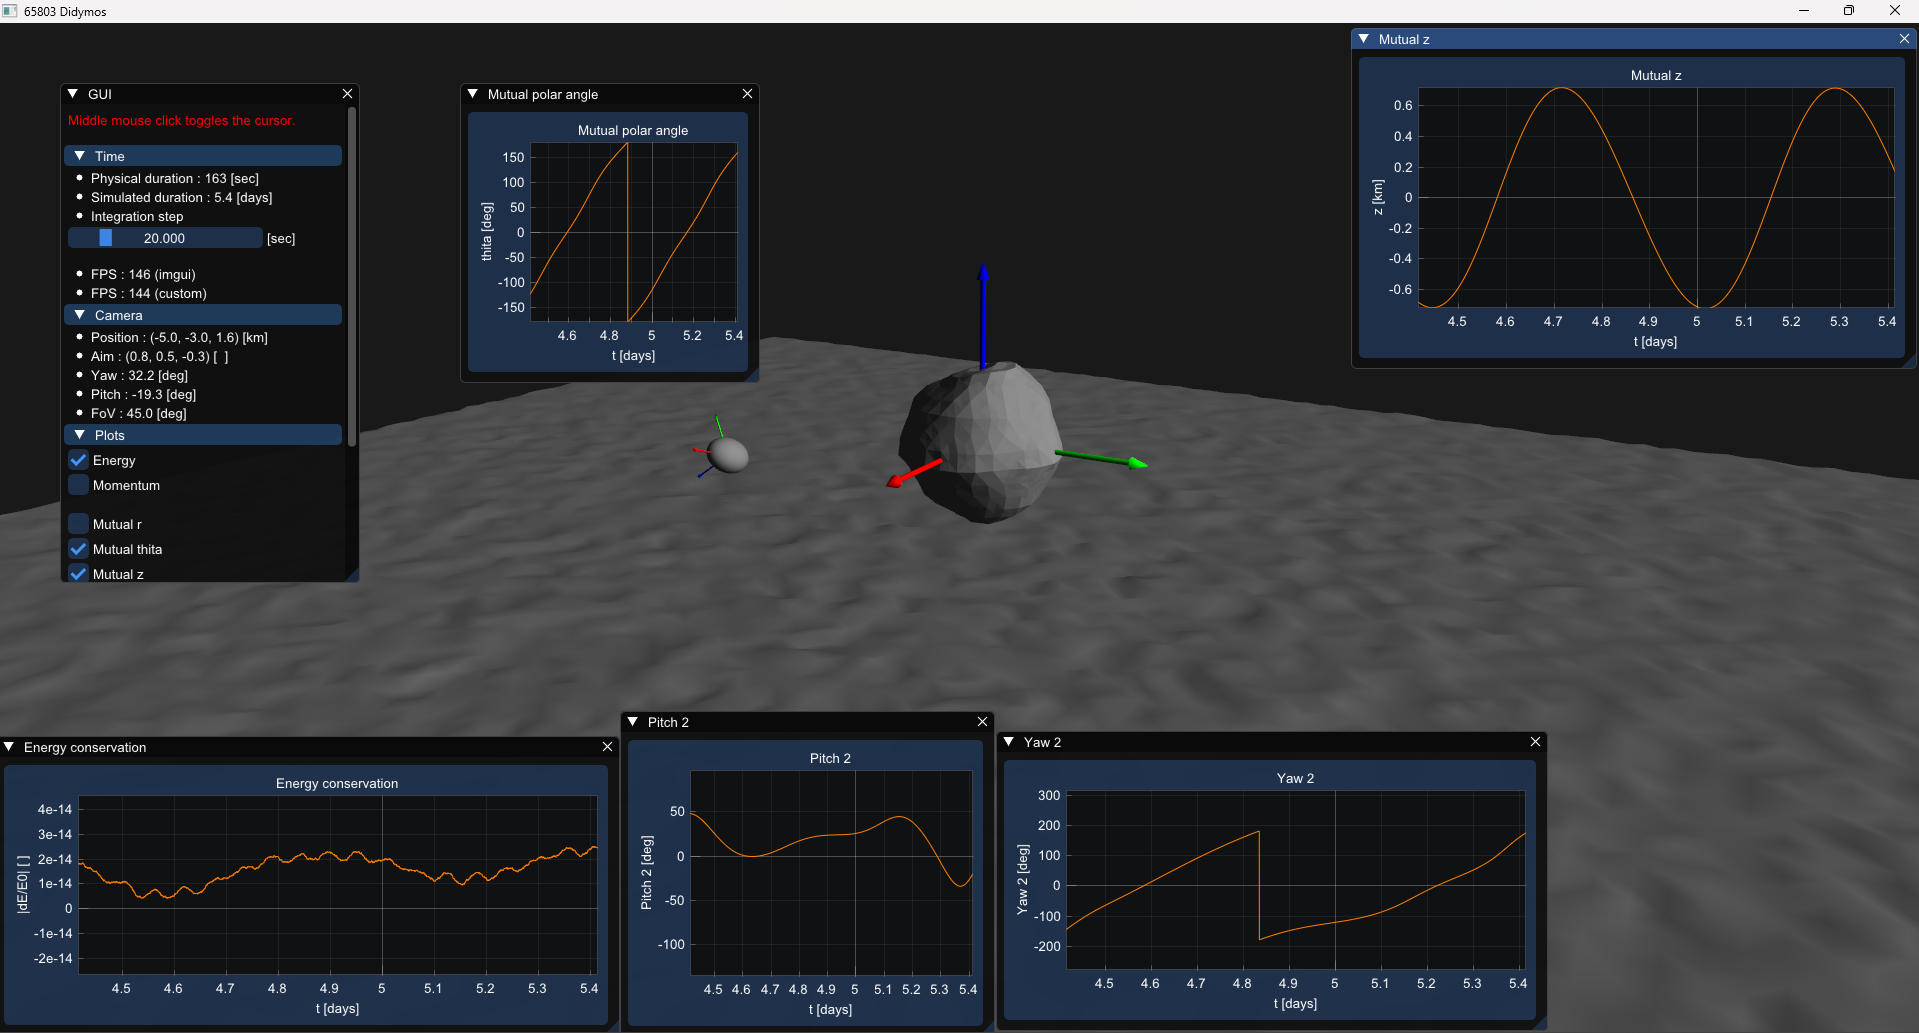 65803 Didymos
GUI
Middle mouse click toggles the cursor.
Time
Physical duration : 163 [sec]
Simulated duration : 5.4 [days]
Integration step
20.000 [sec]
FPS : 146 (imgui)
FPS : 144 (custom)
Camera
Position : (-5.0, -3.0, 1.6) [km]
Aim : (0.8, 0.5, -0.3) [ ]
Yaw : 32.2 [deg]
Pitch : -19.3 [deg]
FoV : 45.0 [deg]
Plots
Energy
Momentum
Mutual r
Mutual thita
Mutual z
Mutual polar angle
Mutual polar angle
thita [deg]
150
100
50
0
-50
-100
-150
4.6 4.8 5 5.2 5.4
t [days]
Mutual z
Mutual z
z [km]
0.6
0.4
0.2
0
-0.2
-0.4
-0.6
4.5 4.6 4.7 4.8 4.9 5 5.1 5.2 5.3 5.4
t [days]
Energy conservation
Energy conservation
|dE/E0| [ ]
4e-14
3e-14
2e-14
1e-14
0
-1e-14
-2e-14
4.5 4.6 4.7 4.8 4.9 5 5.1 5.2 5.3 5.4
t [days]
Pitch 2
Pitch 2
Pitch 2 [deg]
50
0
-50
-100
4.5 4.6 4.7 4.8 4.9 5 5.1 5.2 5.3 5.4
t [days]
Yaw 2
Yaw 2
Yaw 2 [deg]
300
200
100
0
-100
-200
4.5 4.6 4.7 4.8 4.9 5 5.1 5.2 5.3 5.4
t [days]